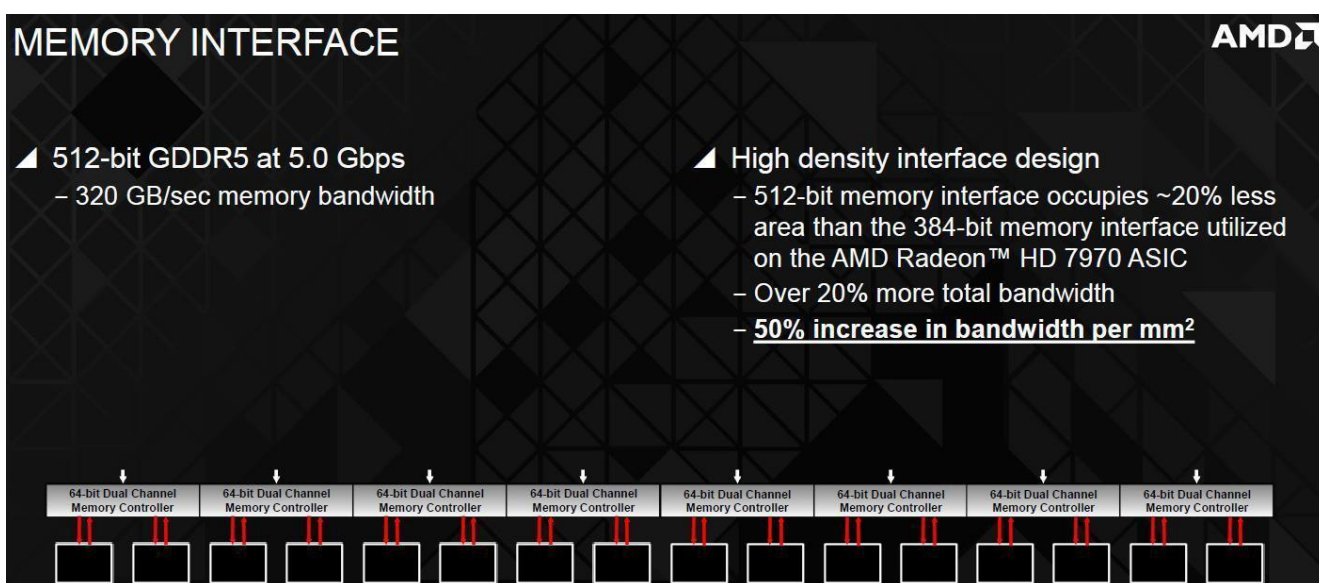 MEMORY INTERFACE
AMD
512-bit GDDR5 at 5.0 Gbps
– 320 GB/sec memory bandwidth
High density interface design
– 512-bit memory interface occupies ~20% less
area than the 384-bit memory interface utilized
on the AMD Radeon™ HD 7970 ASIC
– Over 20% more total bandwidth
– 50% increase in bandwidth per mm²
64-bit Dual Channel
Memory Controller
64-bit Dual Channel
Memory Controller
64-bit Dual Channel
Memory Controller
64-bit Dual Channel
Memory Controller
64-bit Dual Channel
Memory Controller
64-bit Dual Channel
Memory Controller
64-bit Dual Channel
Memory Controller
64-bit Dual Channel
Memory Controller